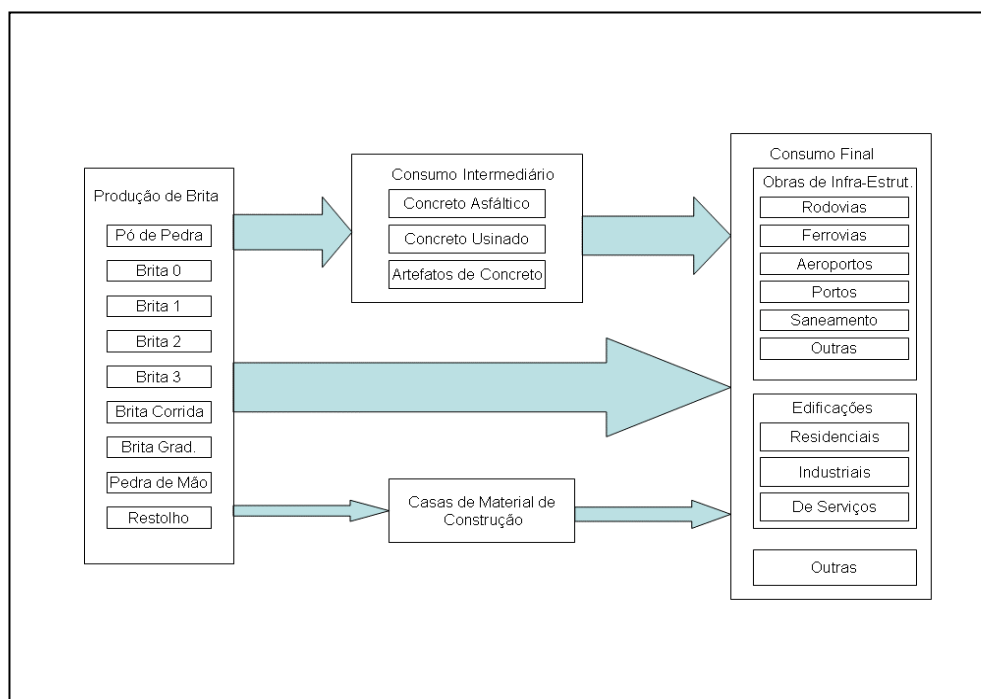 Produção de Brita
Pó de Pedra
Brita 0
Brita 1
Brita 2
Brita 3
Brita Corrida
Brita Grad.
Pedra de Mão
Restolho
Consumo Intermediário
Concreto Asfáltico
Concreto Usinado
Artefatos de Concreto
Casas de Material de
Construção
Consumo Final
Obras de Infra-Estrut.
Rodovias
Ferrovias
Aeroportos
Portos
Saneamento
Outras
Edificações
Residenciais
Industriais
De Serviços
Outras